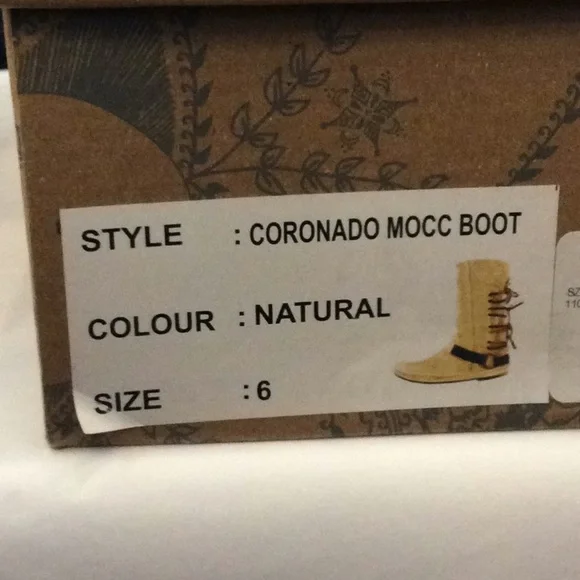 STYLE : CORONADO MOCC BOOT
COLOUR : NATURAL
SIZE : 6